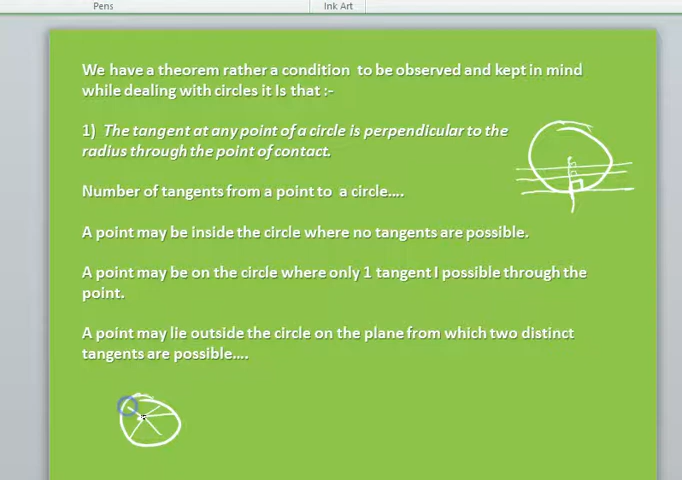 Pens Ink Art
We have a theorem rather a condition to be observed and kept in mind
while dealing with circles it Is that :-
1) The tangent at any point of a circle is perpendicular to the
radius through the point of contact.
Number of tangents from a point to a circle....
A point may be inside the circle where no tangents are possible.
A point may be on the circle where only 1 tangent I possible through the
point.
A point may lie outside the circle on the plane from which two distinct
tangents are possible....